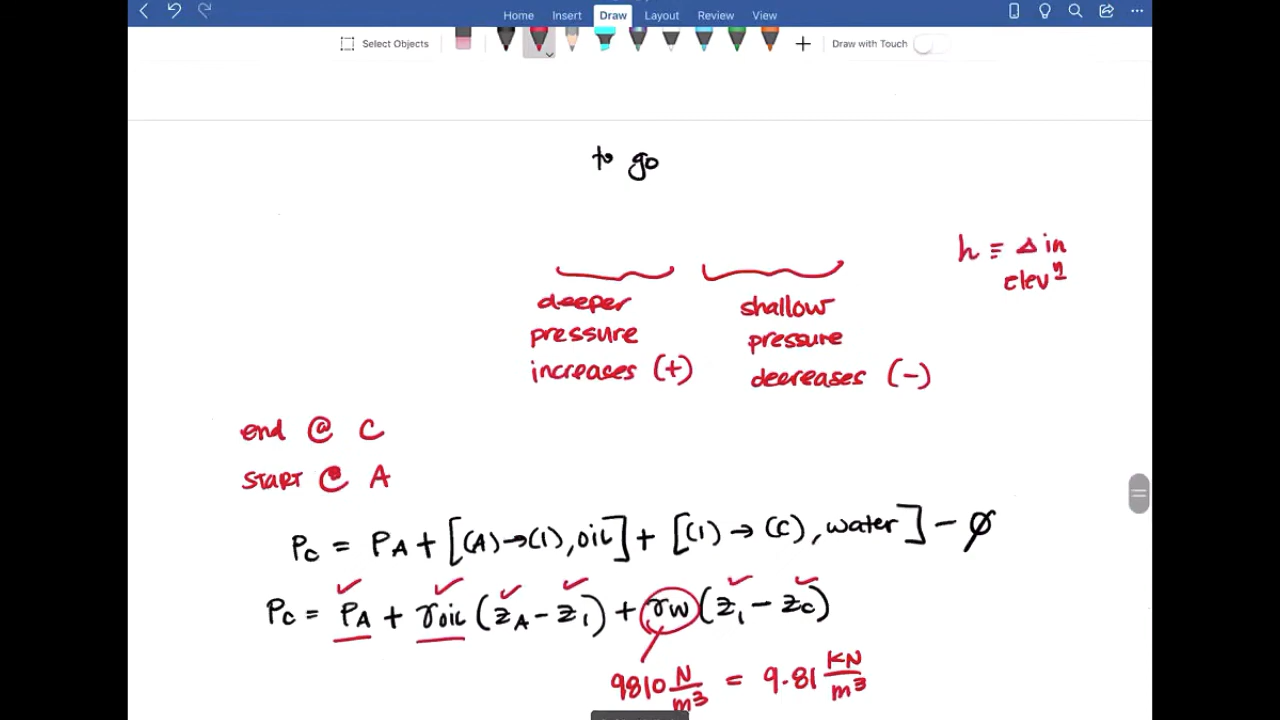 Home Insert Draw Layout Review View
Select Objects
Draw with Touch
to go
h ≡ Δ in
elevⁿ
deeper
pressure
increases (+)
shallow
pressure
decreases (-)
end @ C
START @ A
Pc = PA + [(A)→(1), oil] + [(1) → (C), water] - ∅
Pc = PA + γoil (zA - z1) + γw (z1 - zc)
9810 N/m³ = 9.81 KN/m³